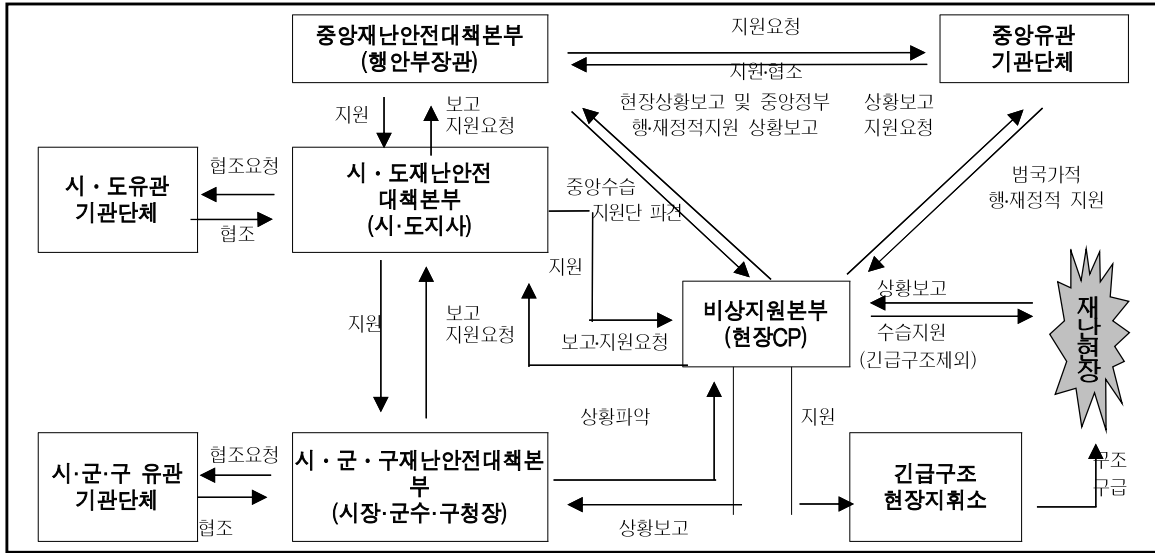 중앙재난안전대책본부
(행안부장관)
지원요청
지원·협소
중앙유관
기관단체
지원
보고
지원요청
현장상황보고 및 중앙정부
행·재정적지원 상황보고
상황보고
지원요청
시·도유관
기관단체
협조요청
협조
시·도재난안전
대책본부
(시·도지사)
중앙수습
지원단 파견
범국가적
행·재정적 지원
지원
지원
보고
지원요청
보고·지원요청
비상지원본부
(현장CP)
상황보고
수습지원
(긴급구조제외)
재난현장
시·군·구 유관
기관단체
협조요청
협조
시·군·구재난안전대책본
부
(시장·군수·구청장)
상황파악
상황보고
지원
긴급구조
현장지휘소
구조
구급